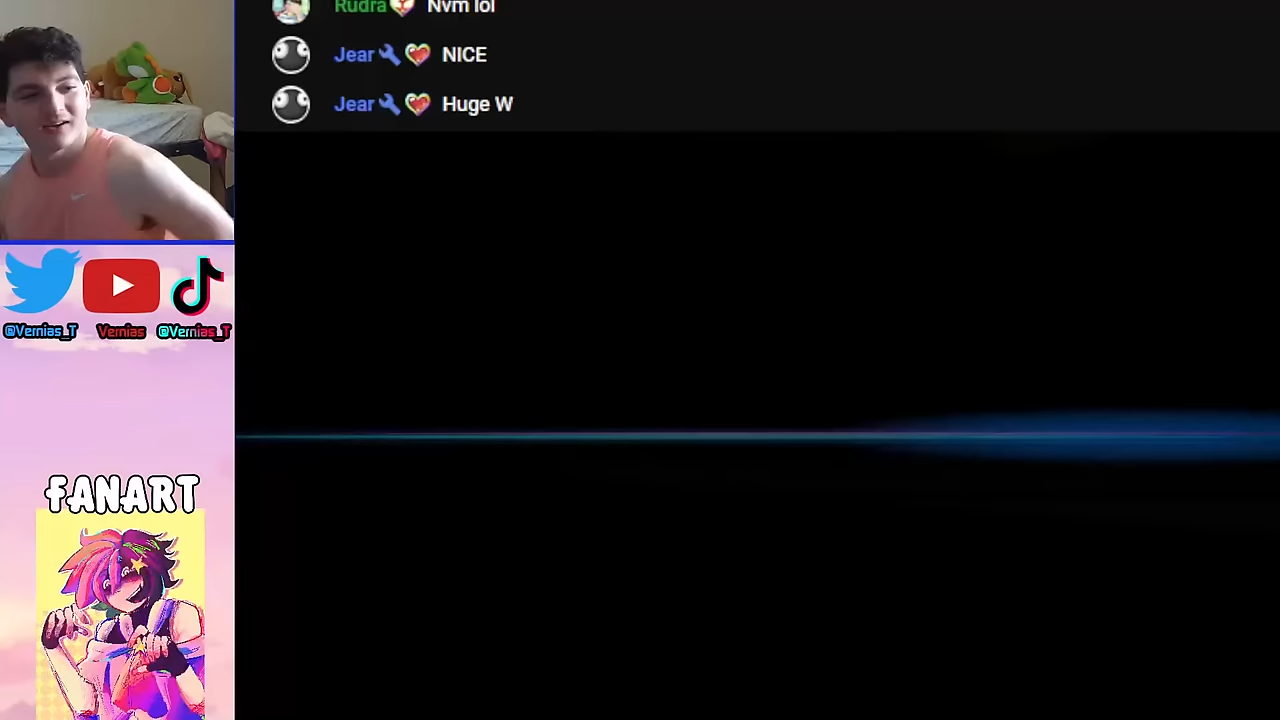 Rudra Nvm lol
Jear NICE
Jear Huge W
@Vernias_T Vernias @Vernias_T
FANART